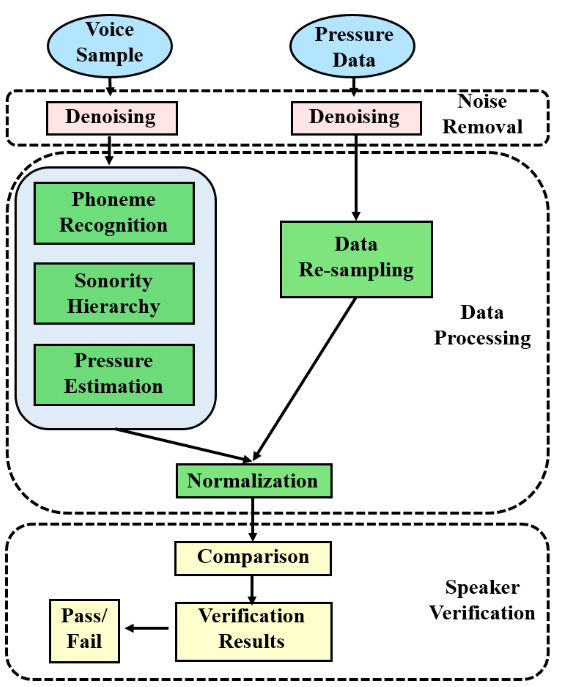 Voice
Sample
Pressure
Data
Denoising
Denoising
Noise
Removal
Phoneme
Recognition
Sonority
Hierarchy
Pressure
Estimation
Data
Re-sampling
Data
Processing
Normalization
Comparison
Verification
Results
Pass/
Fail
Speaker
Verification